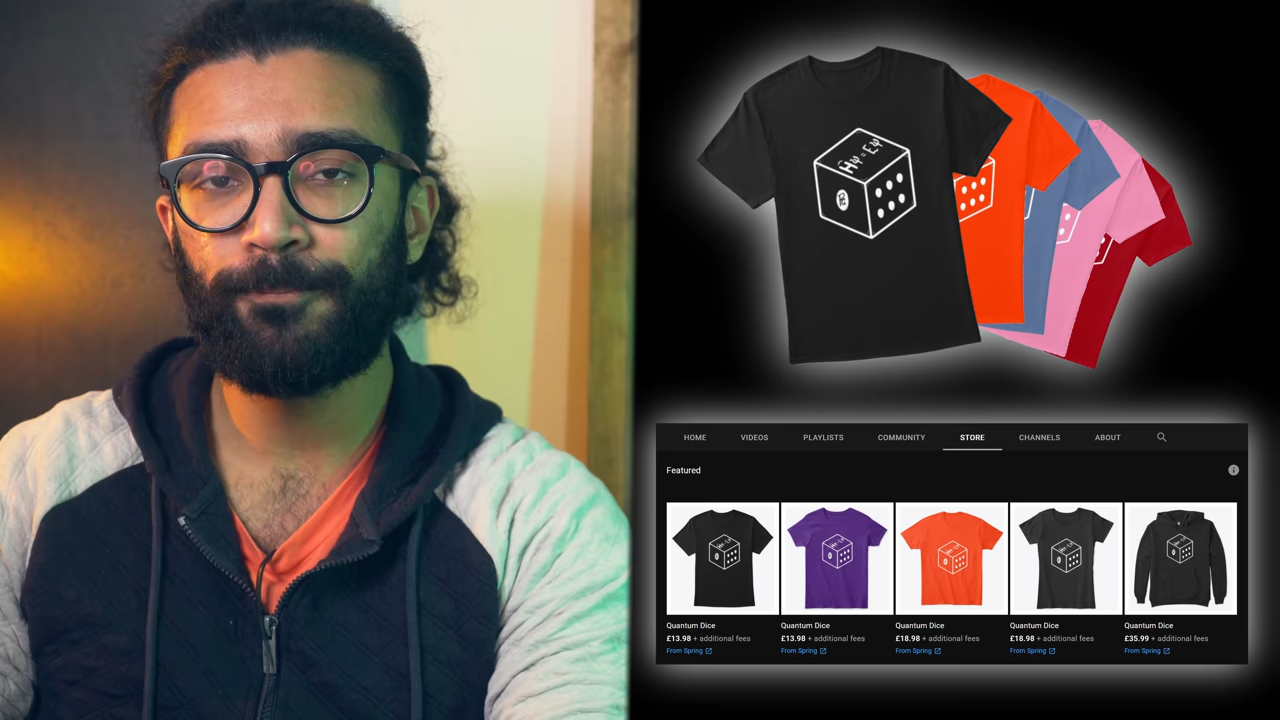 Ĥψ = Eψ
HOME VIDEOS PLAYLISTS COMMUNITY STORE CHANNELS ABOUT
Featured
Quantum Dice Quantum Dice Quantum Dice Quantum Dice Quantum Dice
£13.98 + additional fees £13.98 + additional fees £18.98 + additional fees £18.98 + additional fees £35.99 + additional fees
From Spring From Spring From Spring From Spring From Spring